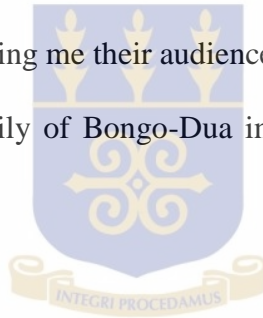 ing me their audience
ily of Bongo-Dua in
INTEGRI PROCEDAMUS